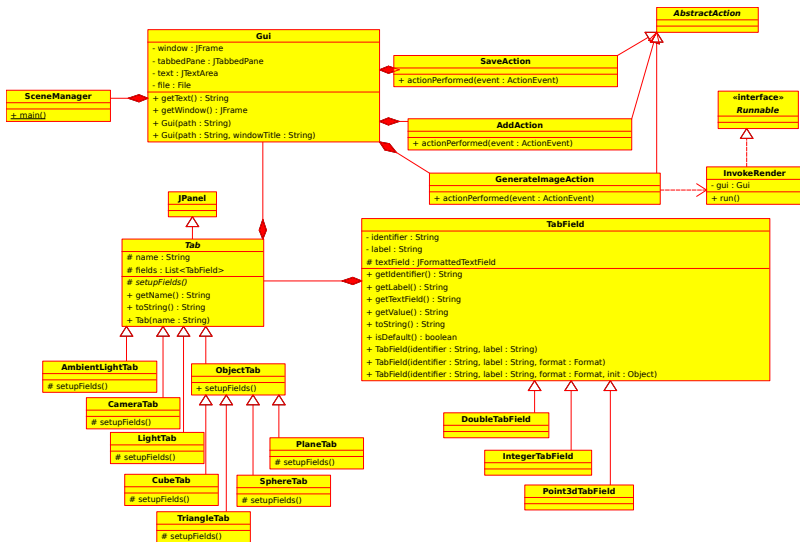 Gui
- window : JFrame
- tabbedPane : JTabbedPane
- text : JTextArea
- file : File
+ getText() : String
+ getWindow() : JFrame
+ Gui(path : String)
+ Gui(path : String, windowTitle : String)
AbstractAction
SaveAction
+ actionPerformed(event : ActionEvent)
SceneManager
+ main()
AddAction
+ actionPerformed(event : ActionEvent)
«interface»
Runnable
GenerateImageAction
+ actionPerformed(event : ActionEvent)
InvokeRender
- gui : Gui
+ run()
JPanel
Tab
# name : String
# fields : List<TabField>
# setupFields()
+ getName() : String
+ toString() : String
+ Tab(name : String)
TabField
- identifier : String
- label : String
# textField : JFormattedTextField
+ getIdentifier() : String
+ getLabel() : String
+ getTextField() : String
+ getValue() : String
+ toString() : String
+ isDefault() : boolean
+ TabField(identifier : String, label : String)
+ TabField(identifier : String, label : String, format : Format)
+ TabField(identifier : String, label : String, format : Format, init : Object)
AmbientLightTab
# setupFields()
ObjectTab
+ setupFields()
CameraTab
# setupFields()
LightTab
# setupFields()
PlaneTab
# setupFields()
CubeTab
# setupFields()
SphereTab
# setupFields()
TriangleTab
# setupFields()
DoubleTabField
IntegerTabField
Point3dTabField